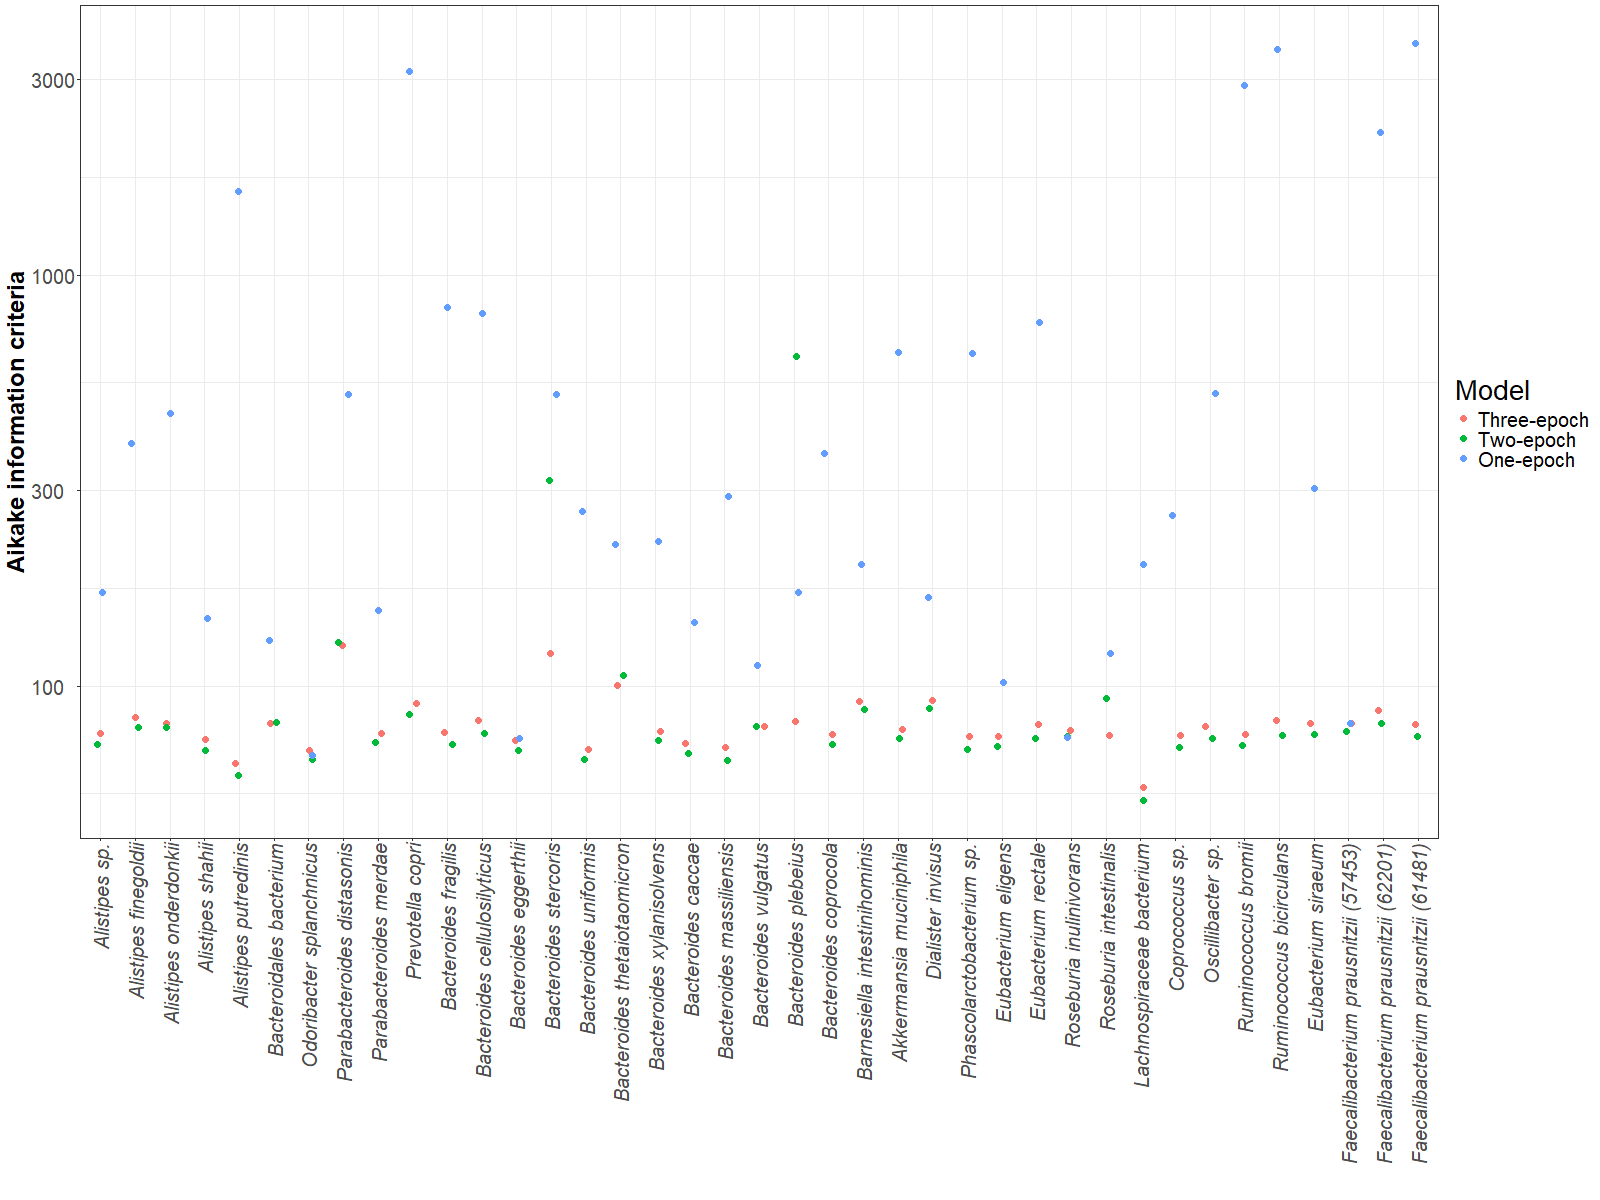 Aikake information criteria
3000
1000
300
100
Alistipes sp.
Alistipes finegoldii
Alistipes onderdonkii
Alistipes shahii
Alistipes putredinis
Bacteroidales bacterium
Odoribacter splanchnicus
Parabacteroides distasonis
Parabacteroides merdae
Prevotella copri
Bacteroides fragilis
Bacteroides cellulosilyticus
Bacteroides eggerthii
Bacteroides stercoris
Bacteroides uniformis
Bacteroides thetaiotaomicron
Bacteroides xylanisolvens
Bacteroides caccae
Bacteroides massiliensis
Bacteroides vulgatus
Bacteroides plebeius
Bacteroides coprocola
Barnesiella intestinihominis
Akkermansia muciniphila
Dialister invisus
Phascolarctobacterium sp.
Eubacterium eligens
Eubacterium rectale
Roseburia inulinivorans
Roseburia intestinalis
Lachnospiraceae bacterium
Coprococcus sp.
Oscillibacter sp.
Ruminococcus bromii
Ruminococcus bicirculans
Eubacterium siraeum
Faecalibacterium prausnitzii (57453)
Faecalibacterium prausnitzii (62201)
Faecalibacterium prausnitzii (61481)
Model
Three-epoch
Two-epoch
One-epoch